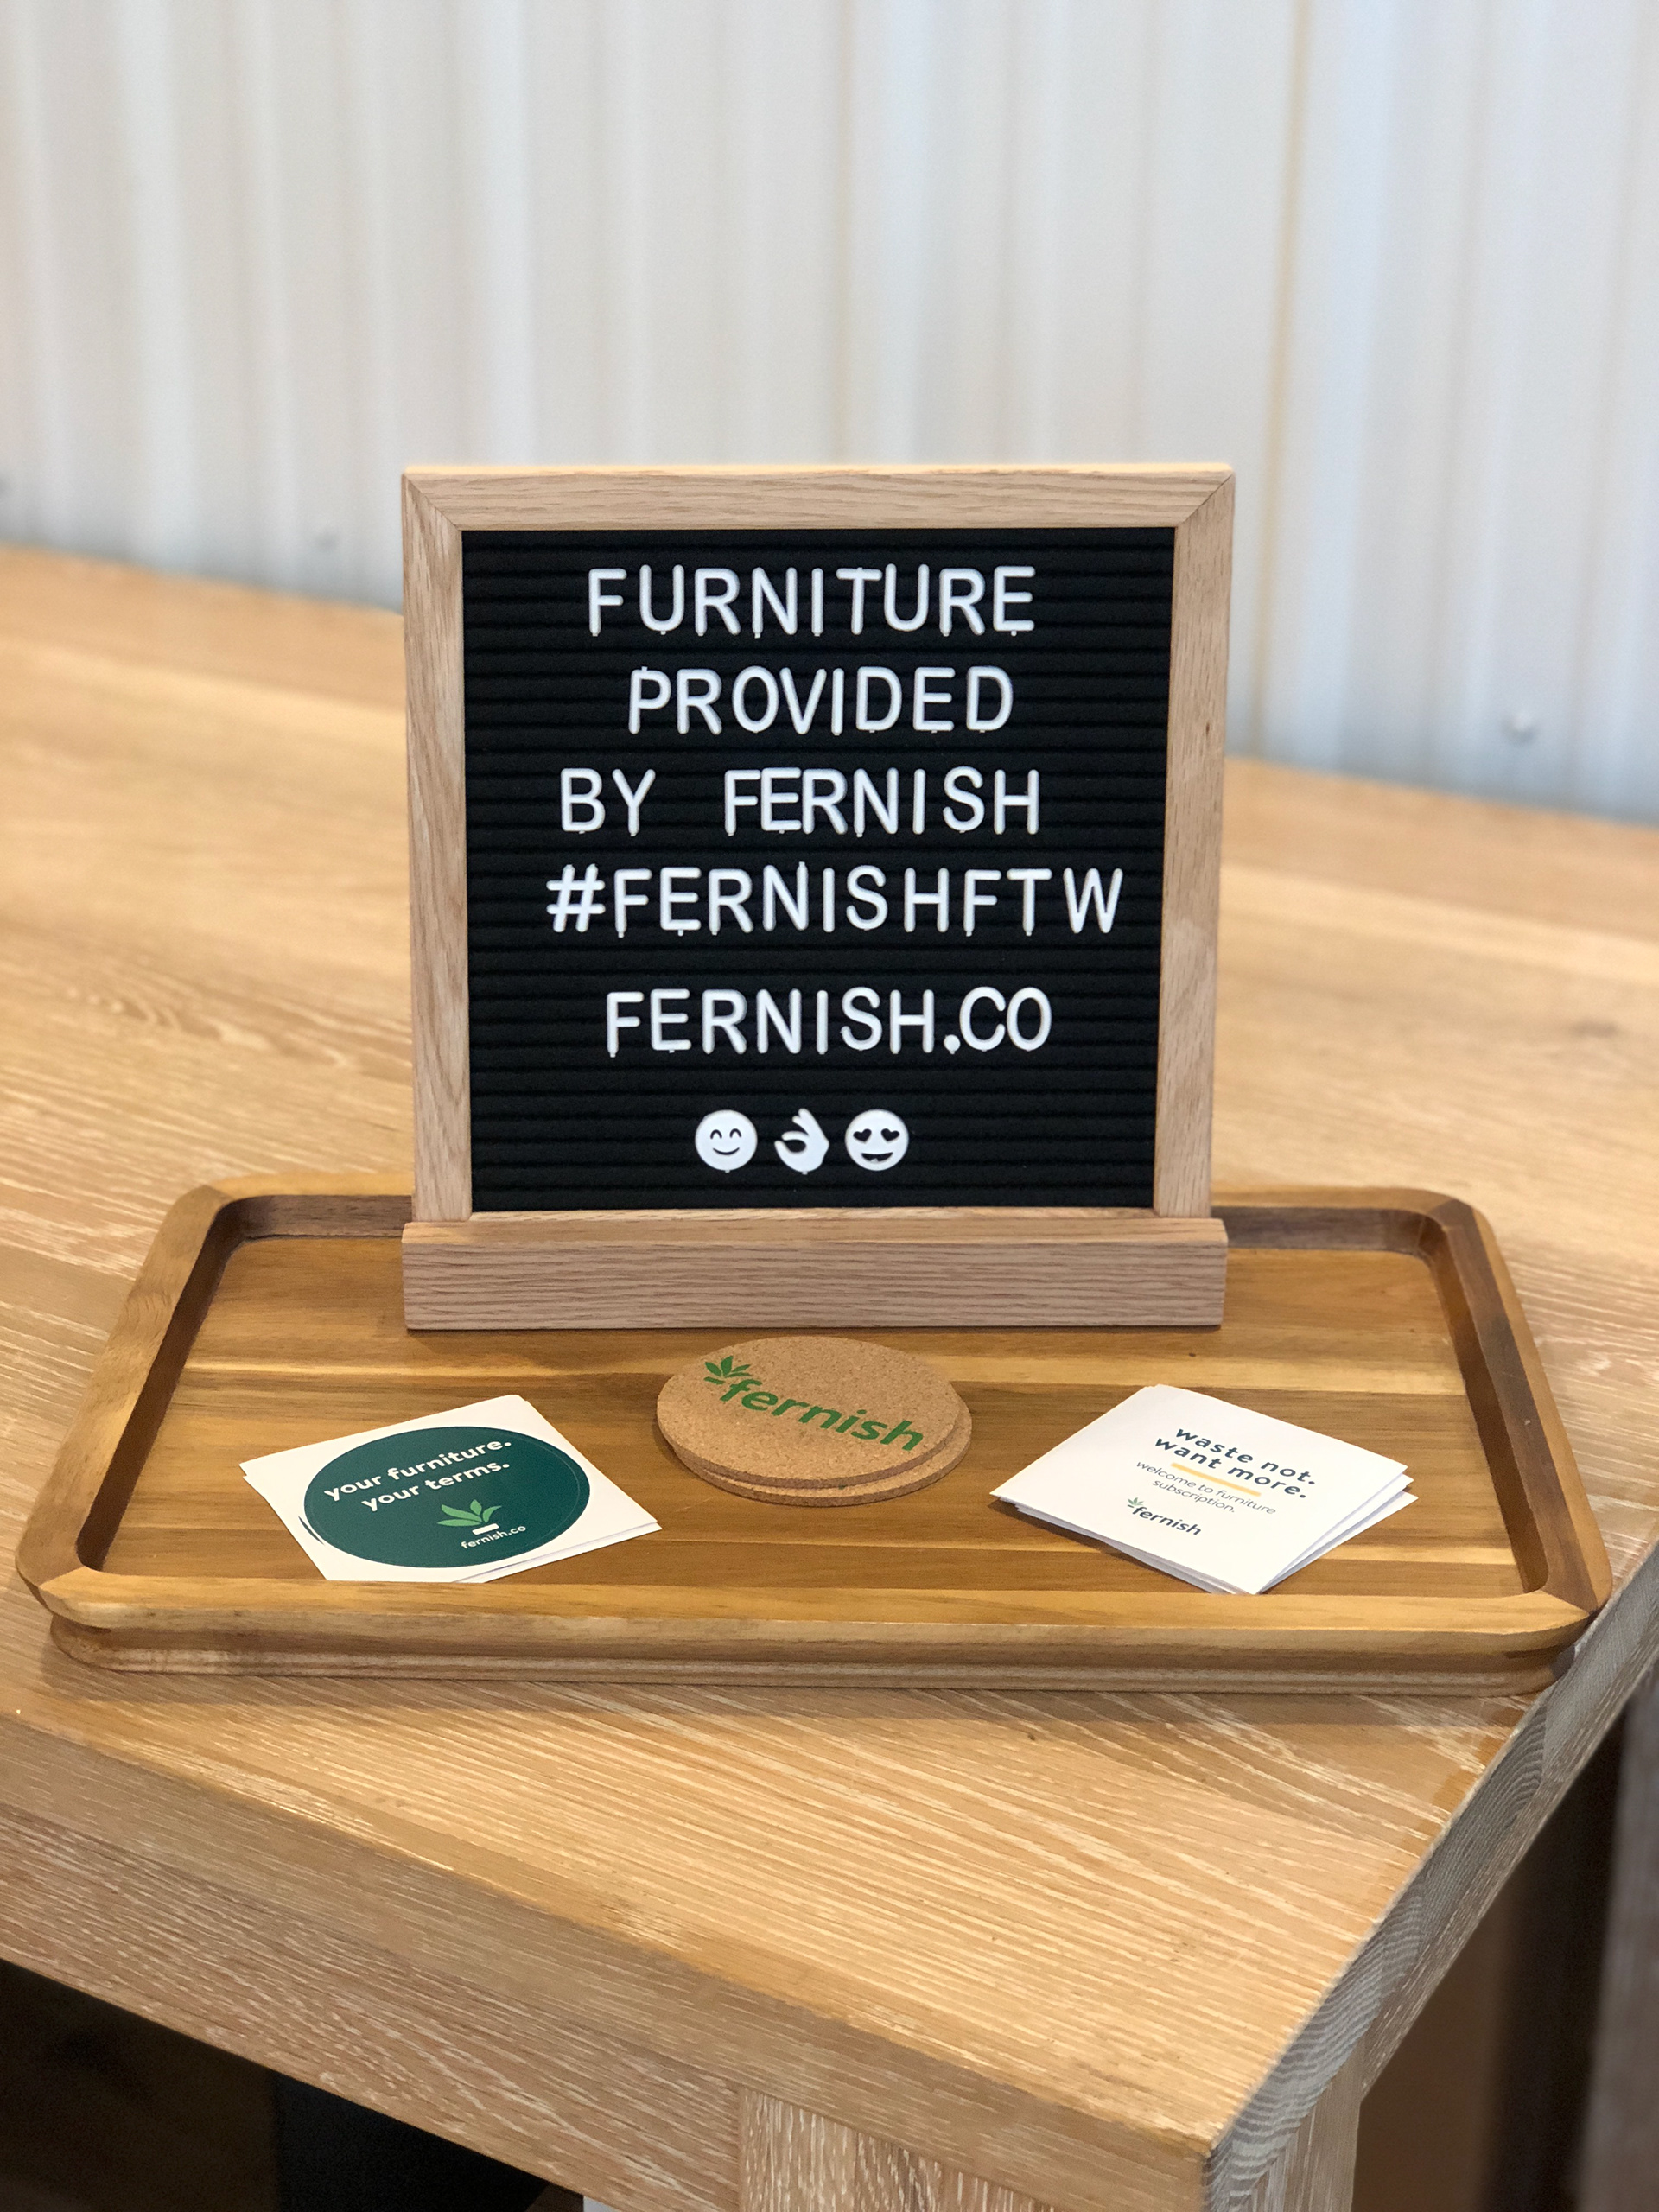 FURNITURE
PROVIDED
BY FERNISH
#FERNISHFTW
FERNISH.CO
your furniture.
your terms.
fernish.co
fernish
waste not.
want more.
welcome to furniture
subscription.
fernish